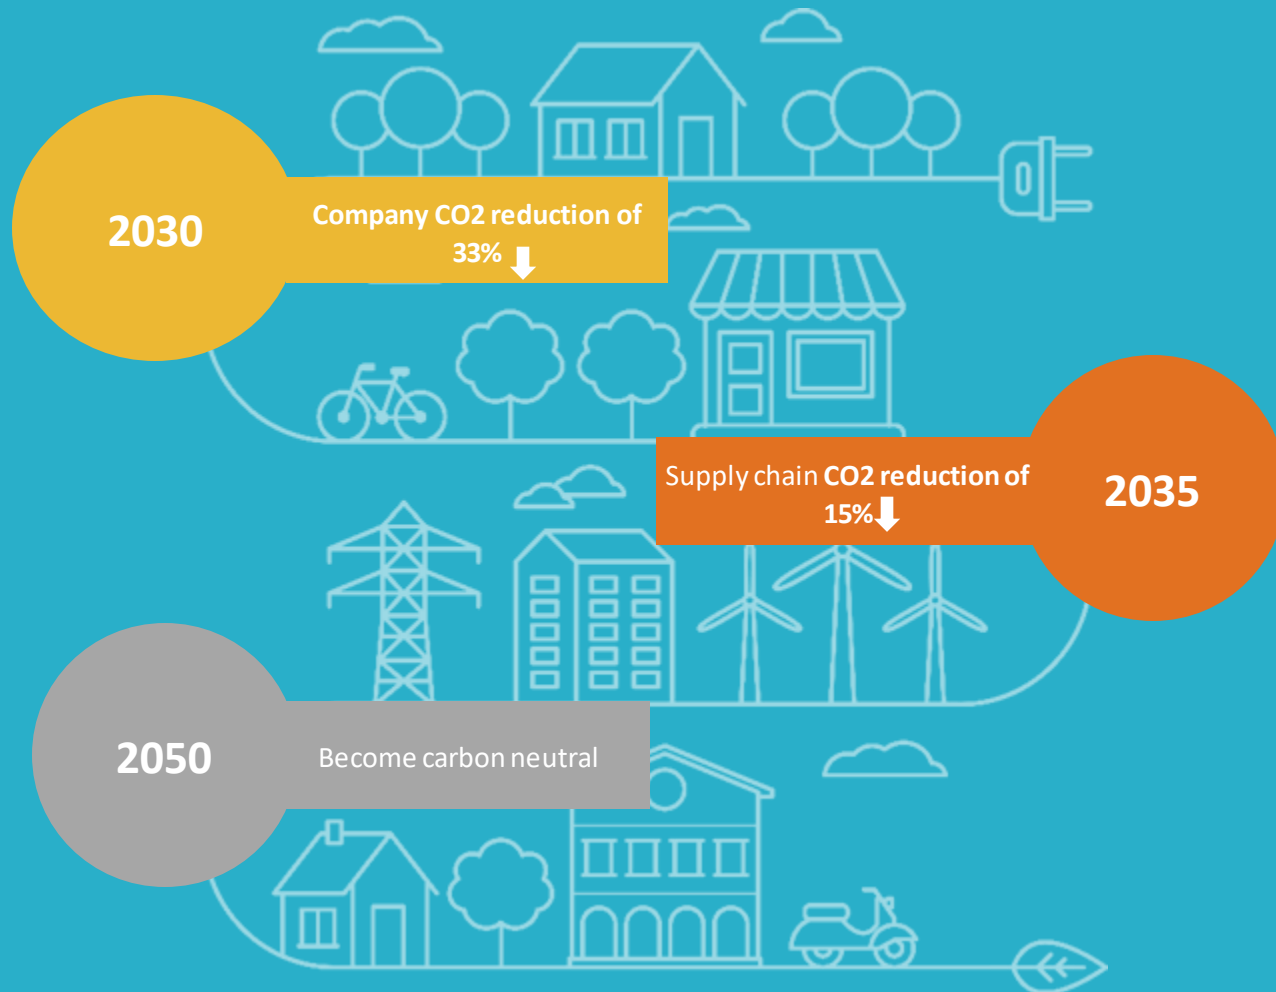 2030
Company CO2 reduction of
33%
Supply chain CO2 reduction of
15%
2035
2050
Become carbon neutral